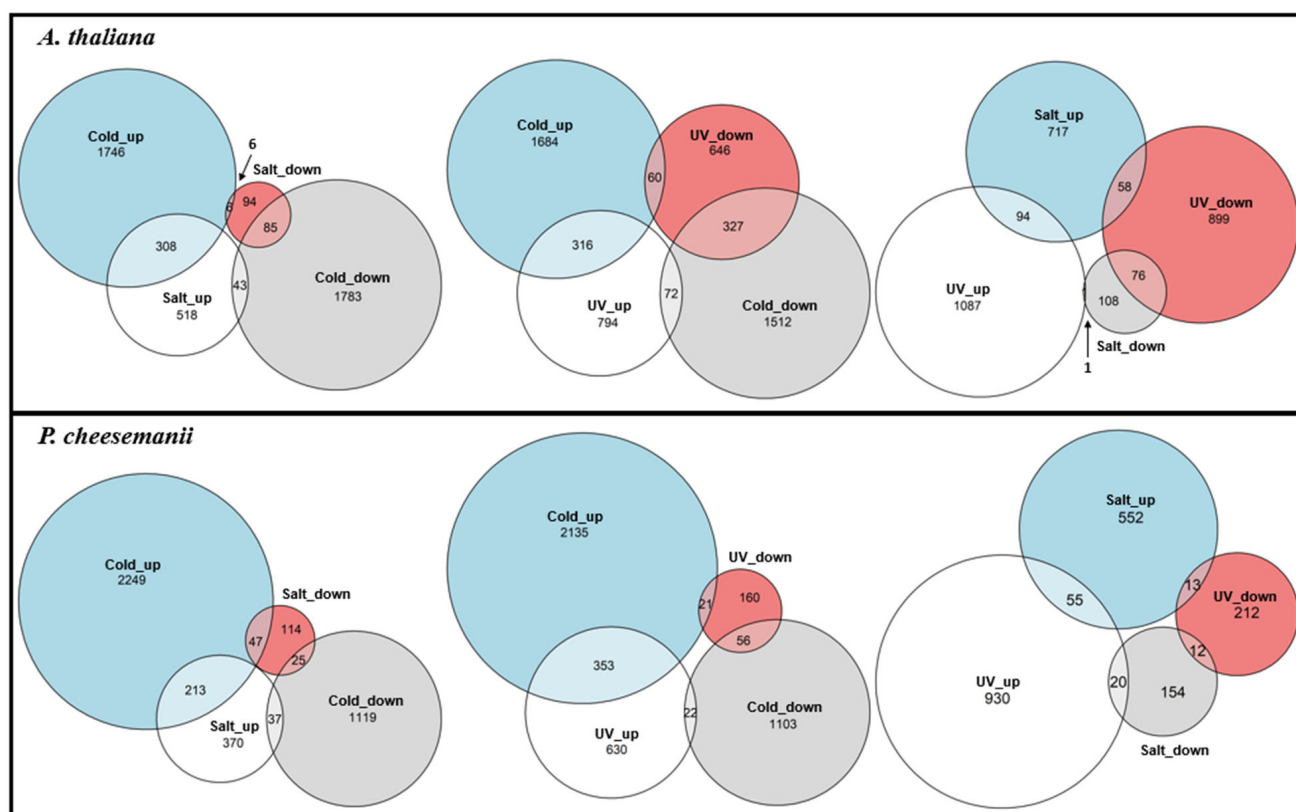 A. thaliana
Cold_up
1746
6
Salt_down
6
94
85
308
43
Salt_up
518
Cold_down
1783
Cold_up
1684
UV_down
646
60
327
316
72
UV_up
794
Cold_down
1512
Salt_up
717
58
94
UV_down
899
76
108
UV_up
1087
Salt_down
1
P. cheesemanii
Cold_up
2249
Salt_down
114
47
25
213
37
Salt_up
370
Cold_down
1119
Cold_up
2135
UV_down
160
21
56
353
22
UV_up
630
Cold_down
1103
Salt_up
552
13
55
UV_down
212
12
20
154
UV_up
930
Salt_down